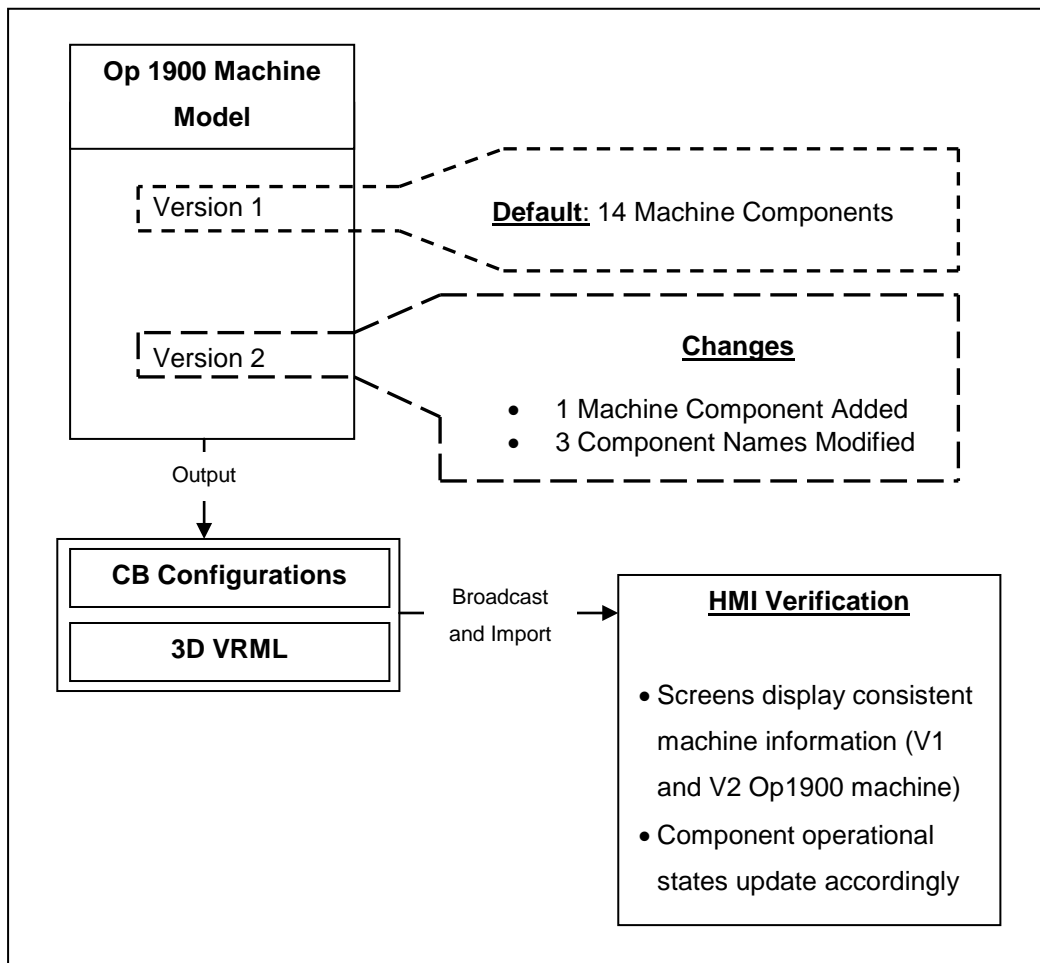 Op 1900 Machine
Model
Version 1
Default: 14 Machine Components
Version 2
Changes
• 1 Machine Component Added
• 3 Component Names Modified
Output
CB Configurations
3D VRML
Broadcast
and Import
HMI Verification
• Screens display consistent
machine information (V1
and V2 Op1900 machine)
• Component operational
states update accordingly